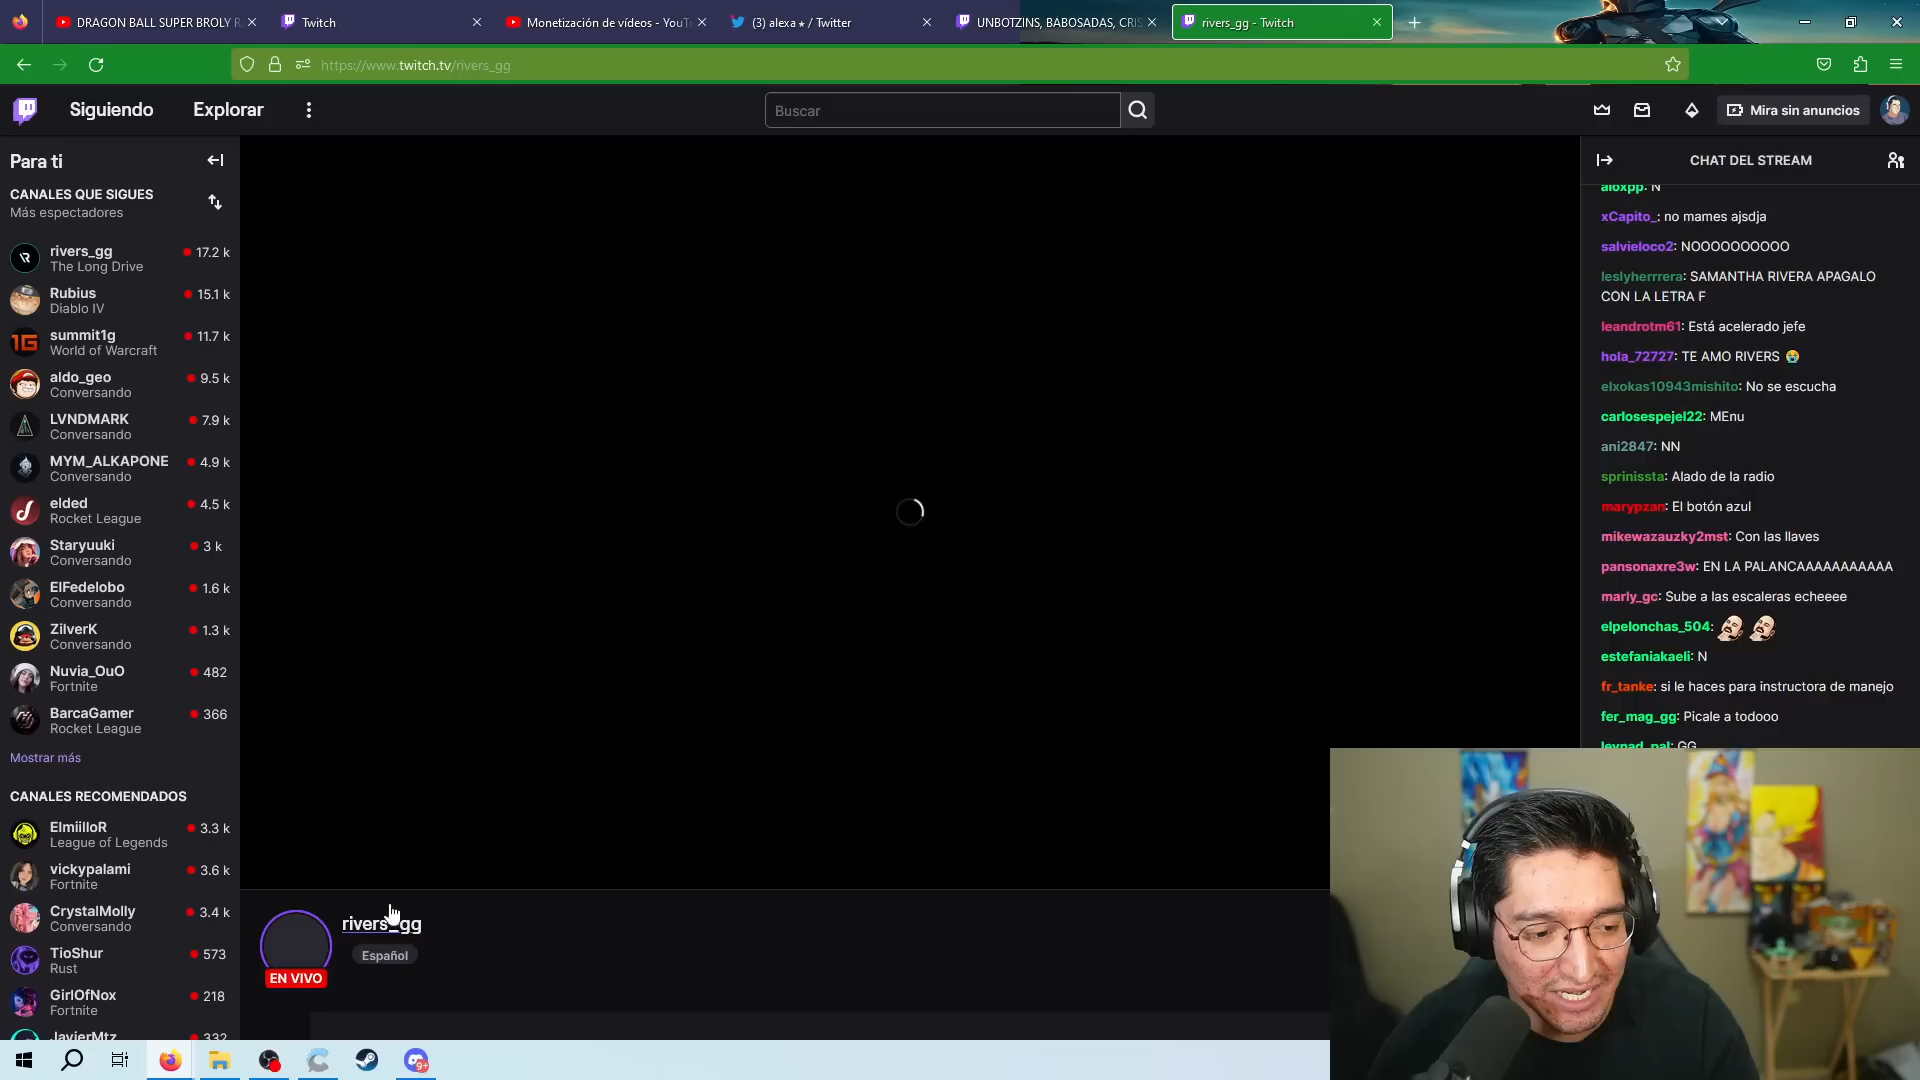 DRAGON BALL SUPER BROLY R
Twitch
Monetización de vídeos - YouT
(3) alexa⋆ / Twitter
UNBOTZINS, BABOSADAS, CRIS
rivers_gg - Twitch
https://www.twitch.tv/rivers_gg
Siguiendo
Explorar
Buscar
Mira sin anuncios
Para ti
CANALES QUE SIGUES
Más espectadores
rivers_gg 17.2 k
The Long Drive
Rubius 15.1 k
Diablo IV
summit1g 11.7 k
World of Warcraft
aldo_geo 9.5 k
Conversando
LVNDMARK 7.9 k
Conversando
MYM_ALKAPONE 4.9 k
Conversando
elded 4.5 k
Rocket League
Staryuuki 3 k
Conversando
ElFedelobo 1.6 k
Conversando
ZilverK 1.3 k
Conversando
Nuvia_OuO 482
Fortnite
BarcaGamer 366
Rocket League
Mostrar más
CANALES RECOMENDADOS
ElmiilloR 3.3 k
League of Legends
vickypalami 3.6 k
Fortnite
CrystalMolly 3.4 k
Conversando
TioShur 573
Rust
GirlOfNox 218
Fortnite
JavierMtz 332
rivers_gg
Español
EN VIVO
CHAT DEL STREAM
aloxpp: N
xCapito_: no mames ajsdja
salvieloco2: NOOOOOOOOOO
leslyherrrera: SAMANTHA RIVERA APAGALO
CON LA LETRA F
leandrotm61: Está acelerado jefe
hola_72727: TE AMO RIVERS 😭
elxokas10943mishito: No se escucha
carlosespejel22: MEnu
ani2847: NN
sprinissta: Alado de la radio
marypzan: El botón azul
mikewazauzky2mst: Con las llaves
pansonaxre3w: EN LA PALANCAAAAAAAAAAA
marly_gc: Sube a las escaleras echeeee
elpelonchas_504:
estefaniakaeli: N
fr_tanke: si le haces para instructora de manejo
fer_mag_gg: Picale a todooo
leynad_pal: GG
9+